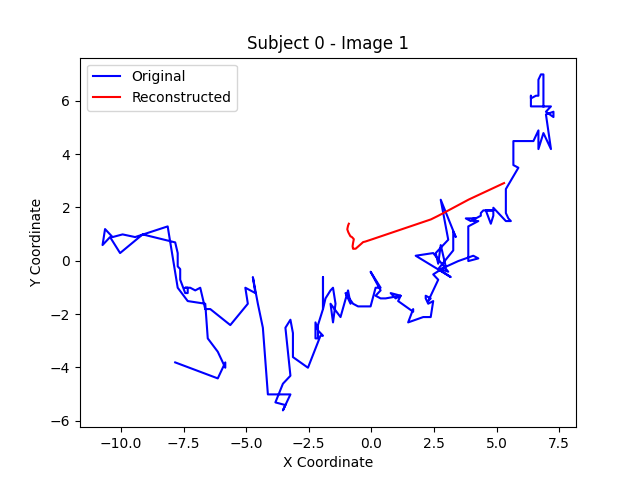 Subject 0 - Image 1
Original
Reconstructed
Y Coordinate
6
4
2
0
−2
−4
−6
−10.0 −7.5 −5.0 −2.5 0.0 2.5 5.0 7.5
X Coordinate